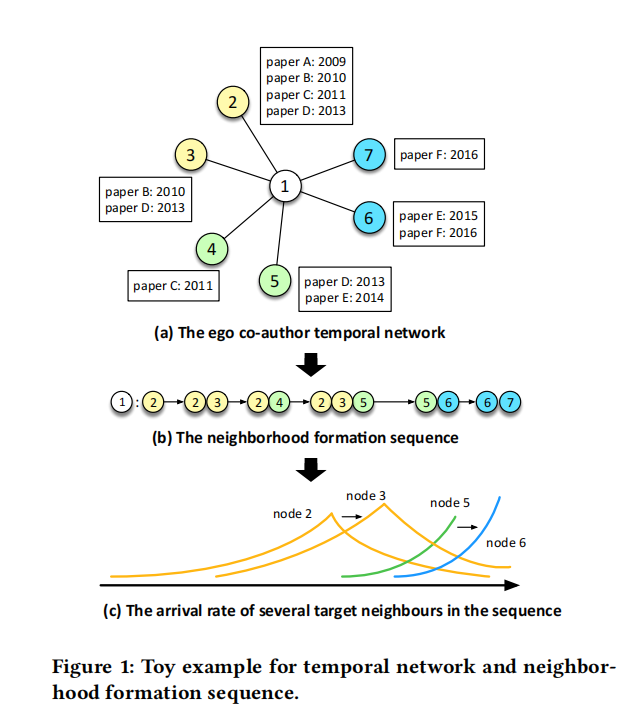 paper A: 2009
paper B: 2010
paper C: 2011
paper D: 2013
2
3
7
paper F: 2016
1
paper B: 2010
paper D: 2013
6
paper E: 2015
paper F: 2016
4
paper C: 2011
5
paper D: 2013
paper E: 2014
(a) The ego co-author temporal network
1 : 2 2 3 2 4 2 3 5 5 6 6 7
(b) The neighborhood formation sequence
node 2
node 3
node 5
node 6
(c) The arrival rate of several target neighbours in the sequence
Figure 1: Toy example for temporal network and neighbor-
hood formation sequence.